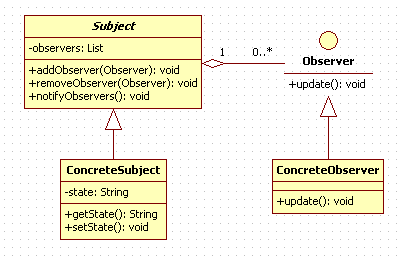 Subject
-observers: List
+addObserver(Observer): void
+removeObserver(Observer): void
+notifyObservers(): void
1
0..*
Observer
+update(): void
ConcreteSubject
-state: String
+getState(): String
+setState(): void
ConcreteObserver
+update(): void